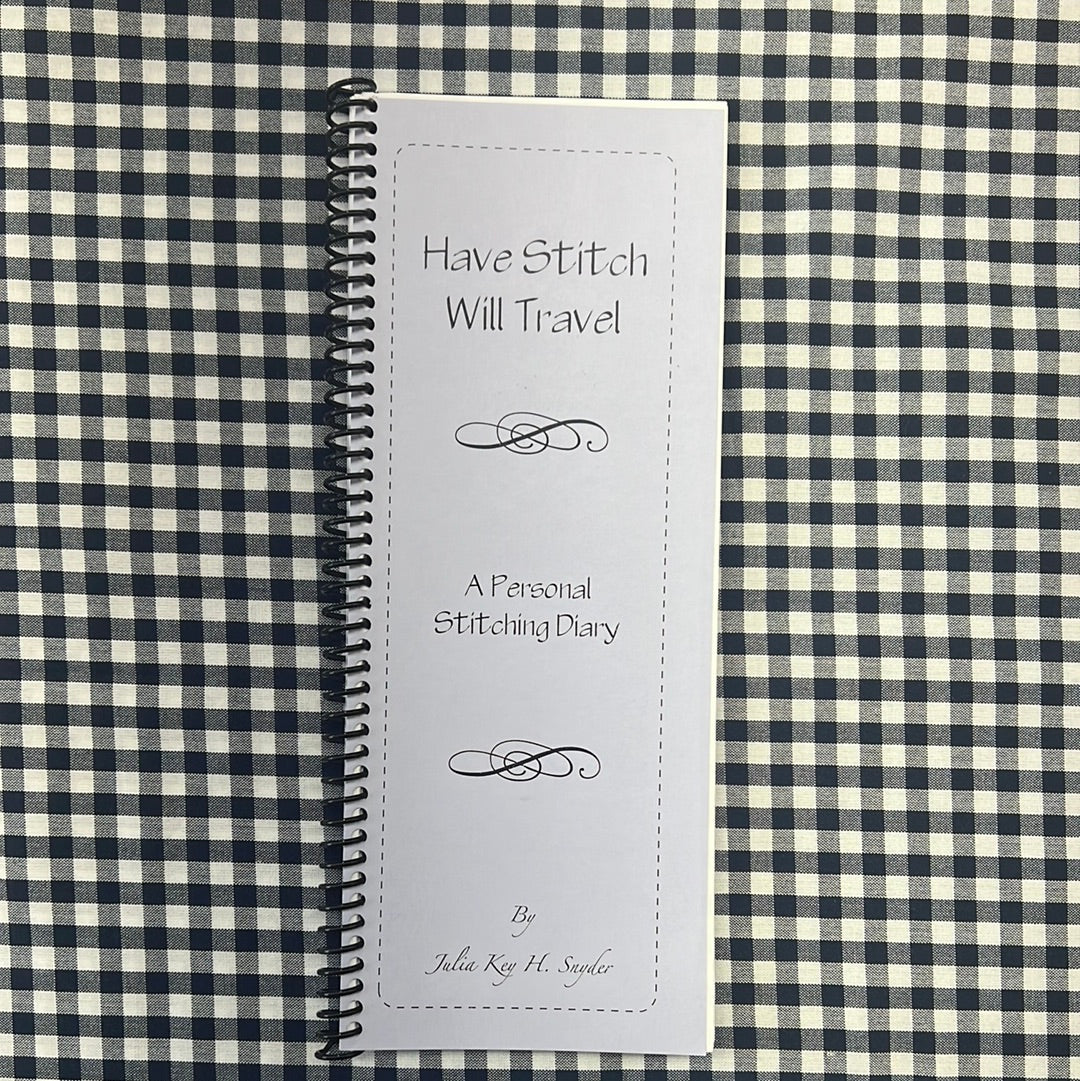 Have Stitch
Will Travel
A Personal
Stitching Diary
By
Julia Key H. Snyder